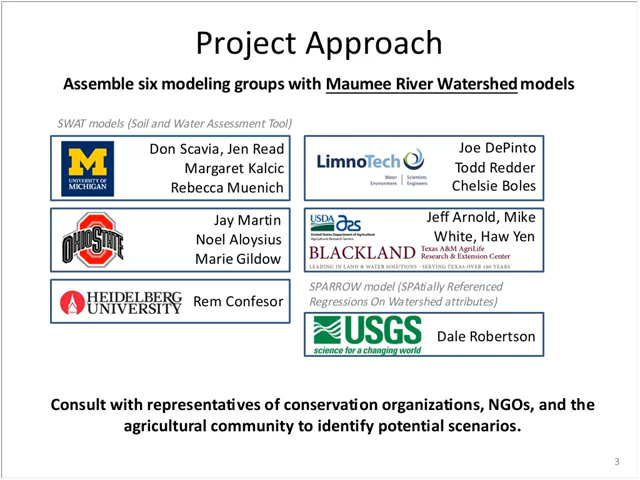 Project Approach
Assemble six modeling groups with Maumee River Watershed models
SWAT models (Soil and Water Assessment Tool)
M
UNIVERSITY OF
MICHIGAN
Don Scavia, Jen Read
Margaret Kalcic
Rebecca Muenich
OHIO STATE
Jay Martin
Noel Aloysius
Marie Gildow
HEIDELBERG
UNIVERSITY
Rem Confesor
LimnoTech
Water | Scientists
Environment | Engineers
Joe DePinto
Todd Redder
Chelsie Boles
USDA ars
United States Department of Agriculture
Agricultural Research Service
Jeff Arnold, Mike
White, Haw Yen
BLACKLAND Texas A&M AgriLife
Research & Extension Center
LEADING IN LAND & WATER SOLUTIONS · SERVING TEXAS OVER 100 YEARS
SPARROW model (SPAtially Referenced
Regressions On Watershed attributes)
USGS
science for a changing world
Dale Robertson
Consult with representatives of conservation organizations, NGOs, and the
agricultural community to identify potential scenarios.
3